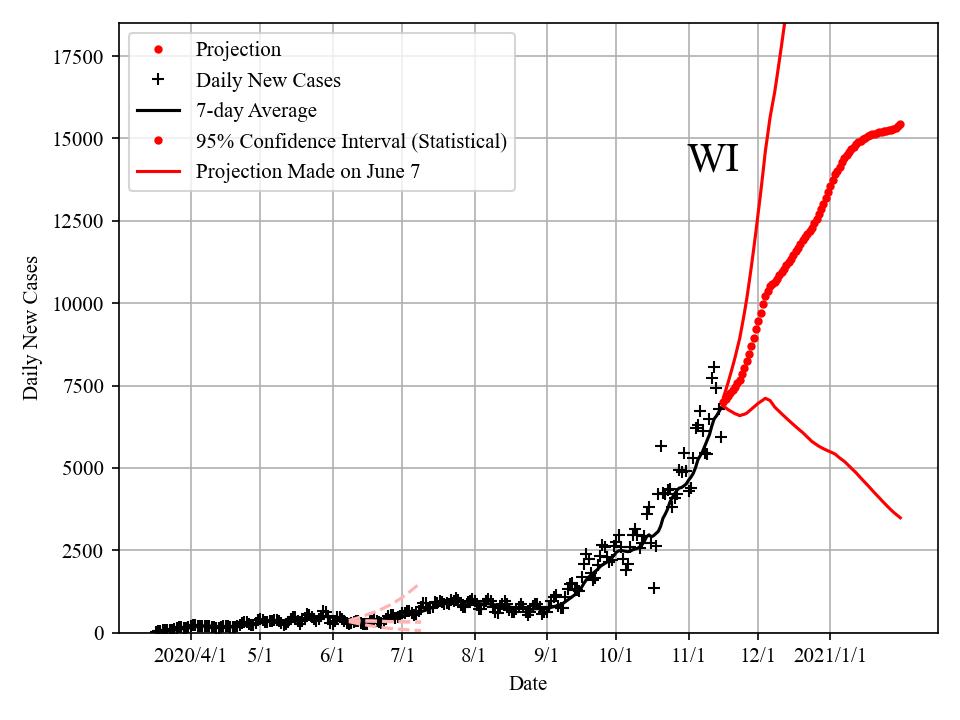 Projection
Daily New Cases
7-day Average
95% Confidence Interval (Statistical)
Projection Made on June 7
WI
17500
15000
12500
10000
7500
5000
2500
0
Daily New Cases
2020/4/1 5/1 6/1 7/1 8/1 9/1 10/1 11/1 12/1 2021/1/1
Date